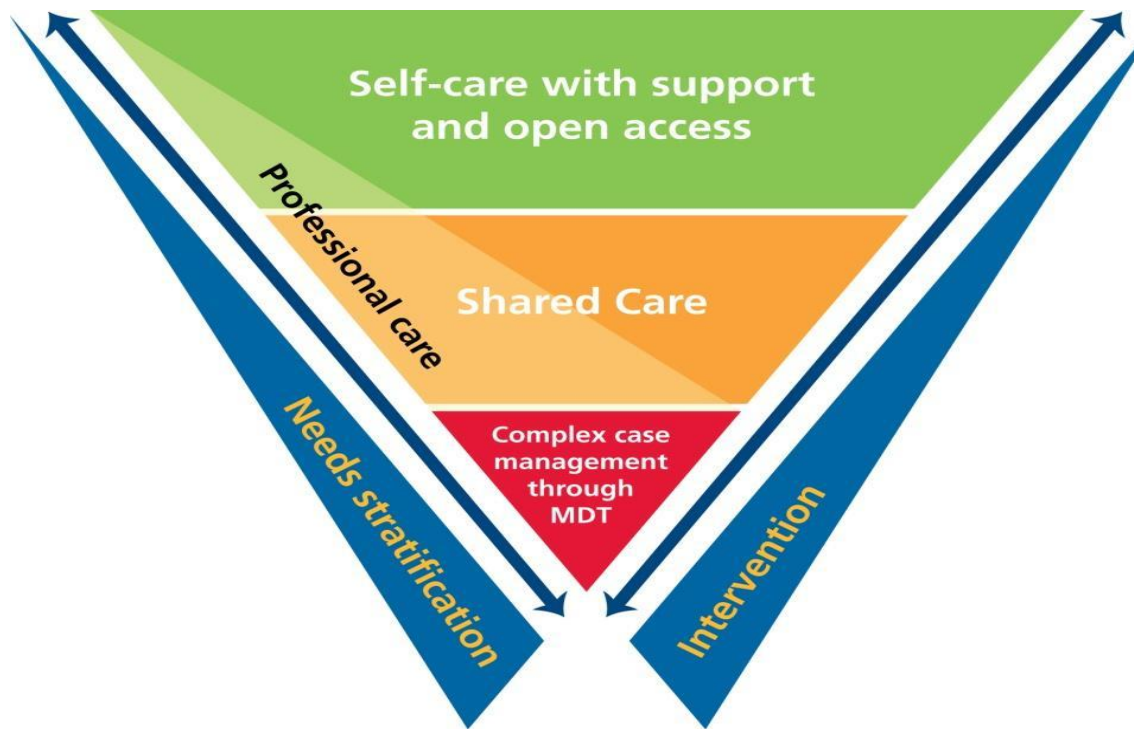 Self-care with support
and open access
Professional care
Shared Care
Complex case
management
through
MDT
Needs stratification
Intervention